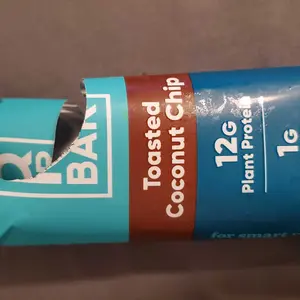 BAR
Toasted
Coconut Chip
12G
Plant Protein
1G
for smart